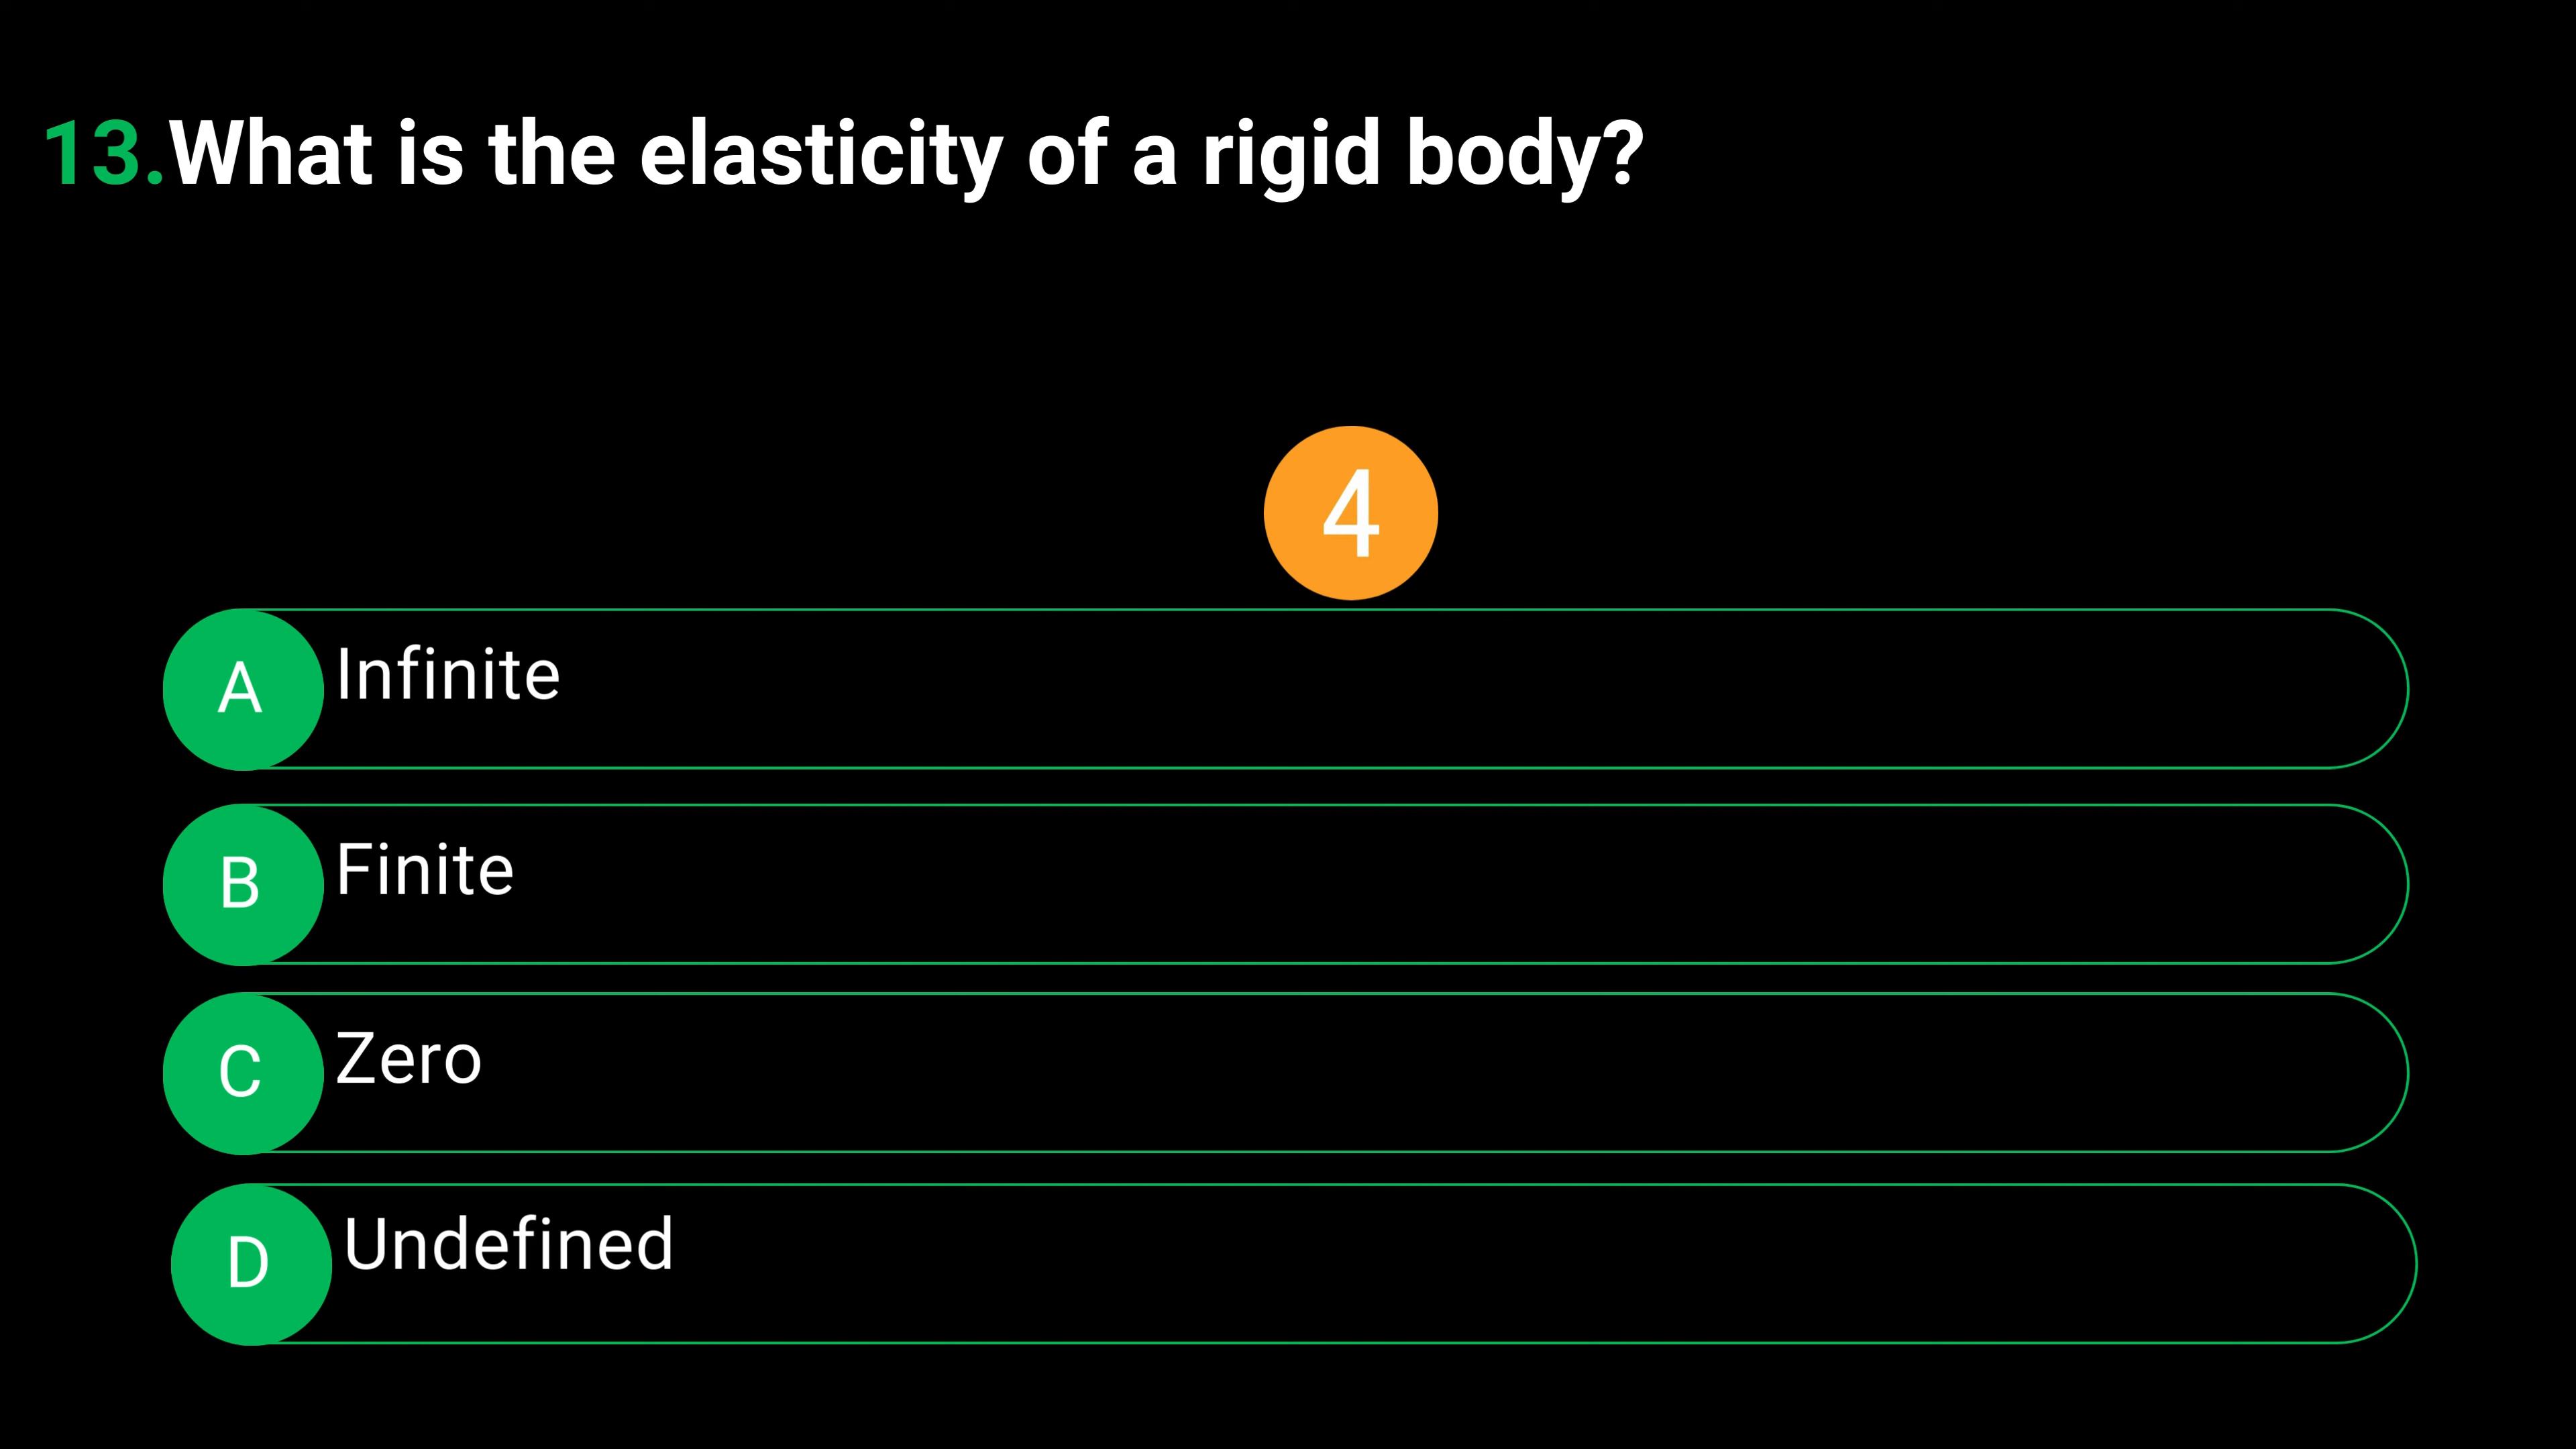 13.What is the elasticity of a rigid body?
4
A Infinite
B Finite
C Zero
D Undefined